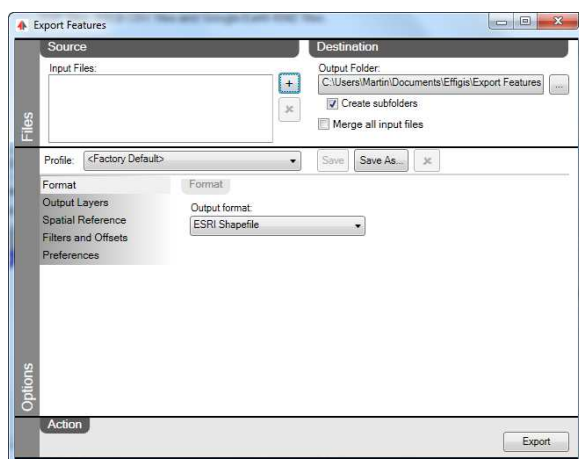 Export Features
Files
Source
Input Files:
+
Destination
Output Folder:
C:\Users\Martin\Documents\Effigis\Export Features
...
Create subfolders
Merge all input files
Options
Profile:
<Factory Default>
Save
Save As...
Format
Output Layers
Spatial Reference
Filters and Offsets
Preferences
Format
Output format:
ESRI Shapefile
Action
Export